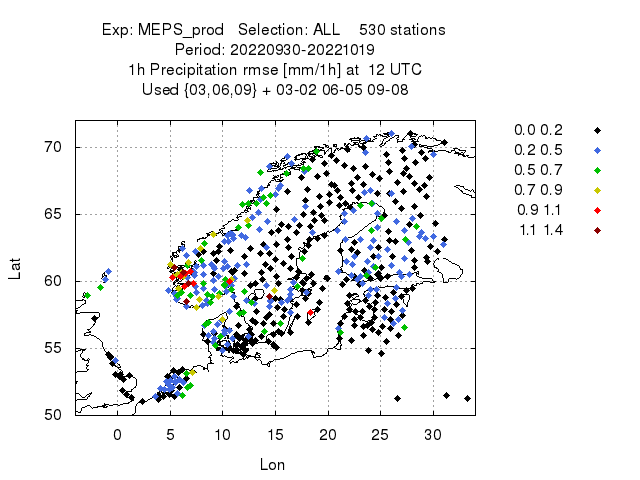 Exp: MEPS_prod Selection: ALL 530 stations
Period: 20220930-20221019
1h Precipitation rmse [mm/1h] at 12 UTC
Used {03,06,09} + 03-02 06-05 09-08
0.0 0.2
0.2 0.5
0.5 0.7
0.7 0.9
0.9 1.1
1.1 1.4
70
65
60
55
50
Lat
0 5 10 15 20 25 30
Lon